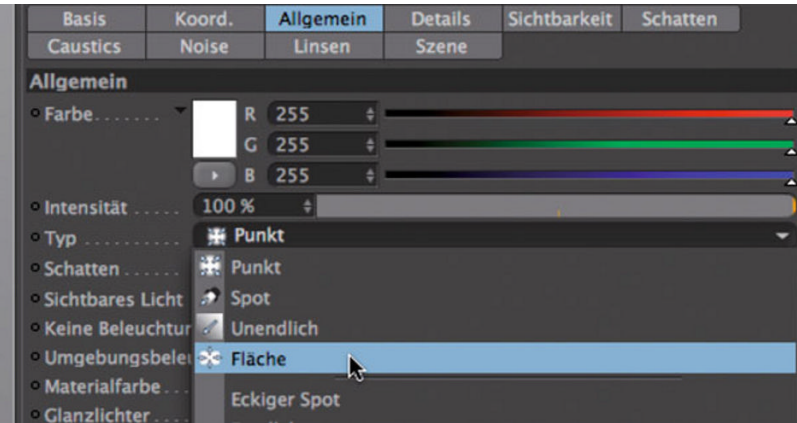 Basis Koord. Allgemein Details Sichtbarkeit Schatten
Caustics Noise Linsen Szene
Allgemein
Farbe....... R 255
G 255
B 255
Intensität ..... 100 %
Typ .......... Punkt
Schatten ...... Punkt
Sichtbares Licht Spot
Unendlich
Fläche
Materialfarbe...
Eckiger Spot
Glanzlichter ....